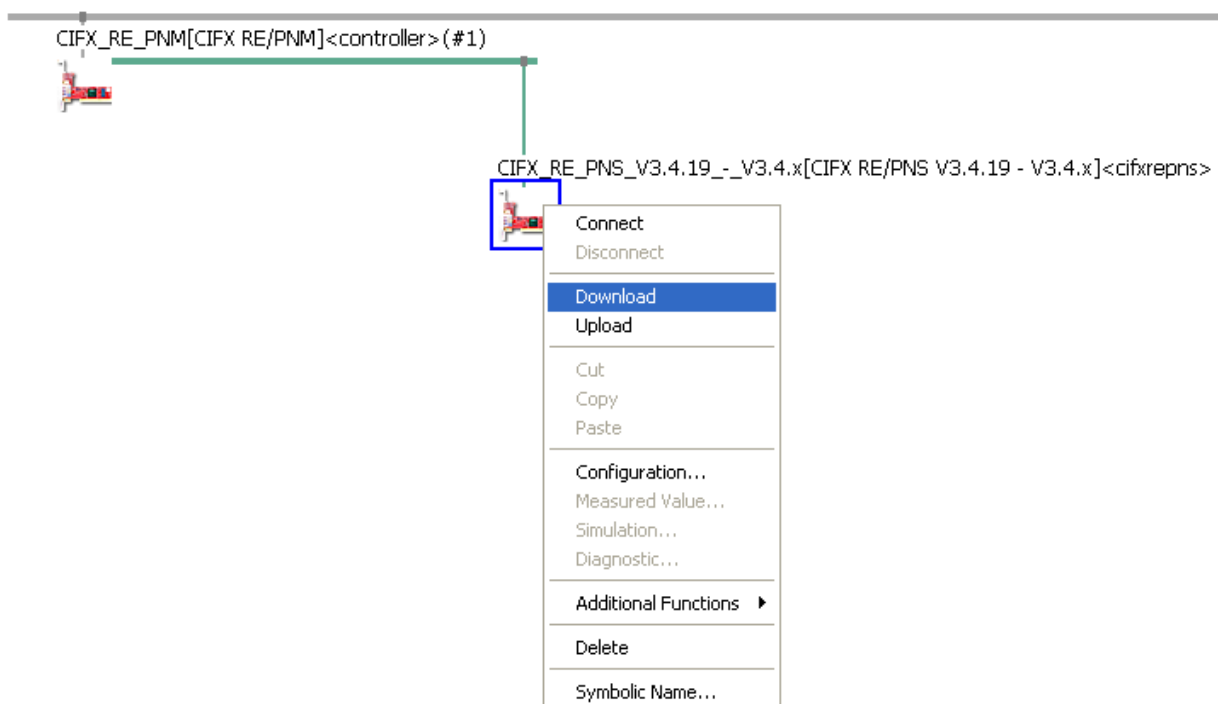 CIFX_RE_PNM[CIFX RE/PNM]<controller>(#1)
CIFX_RE_PNS_V3.4.19_-_V3.4.x[CIFX RE/PNS V3.4.19 - V3.4.x]<cifxrepns>
Connect
Disconnect
Download
Upload
Cut
Copy
Paste
Configuration...
Measured Value...
Simulation...
Diagnostic...
Additional Functions
Delete
Symbolic Name...